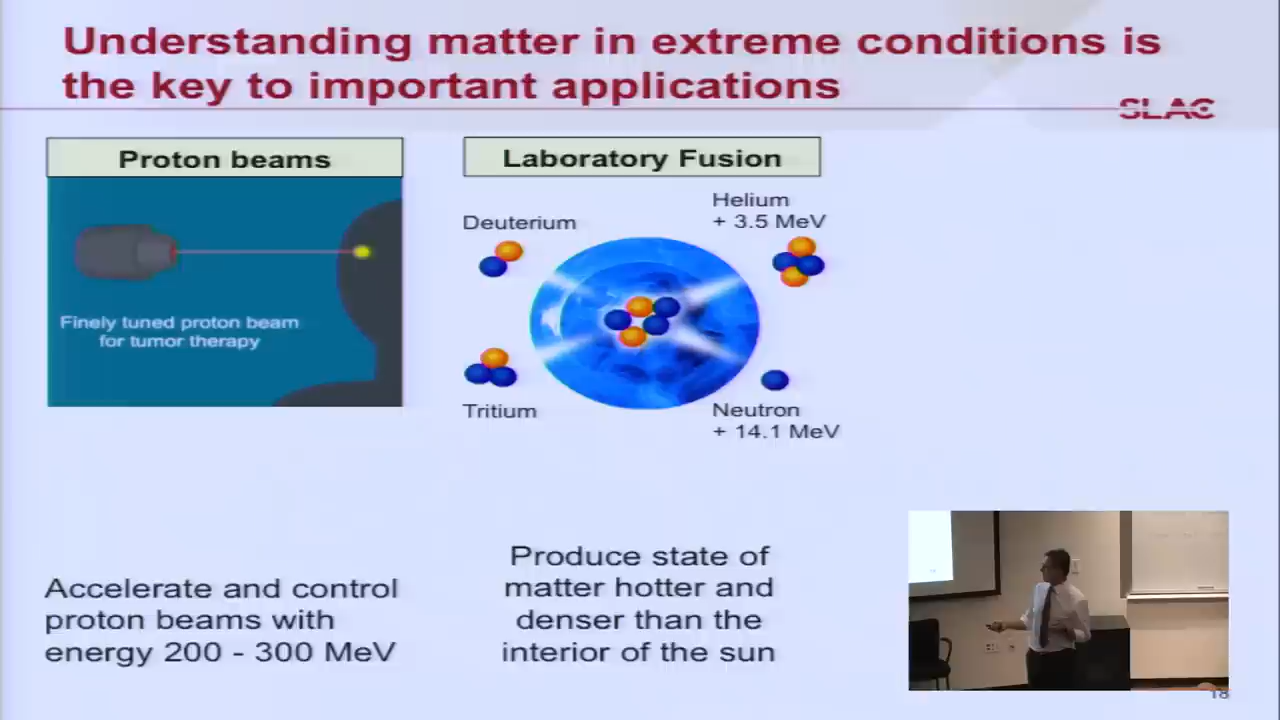 Understanding matter in extreme conditions is
the key to important applications
SLAC
Proton beams
Finely tuned proton beam
for tumor therapy
Accelerate and control
proton beams with
energy 200 - 300 MeV
Laboratory Fusion
Deuterium
Helium
+ 3.5 MeV
Tritium
Neutron
+ 14.1 MeV
Produce state of
matter hotter and
denser than the
interior of the sun
18